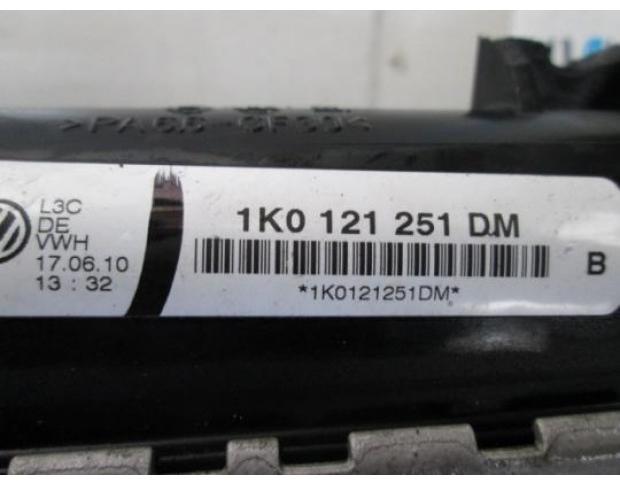 >PA66-GF30<
L3C
DE
VWH
17.06.10
13 : 32
1K0 121 251 DM
B
*1K0121251DM*